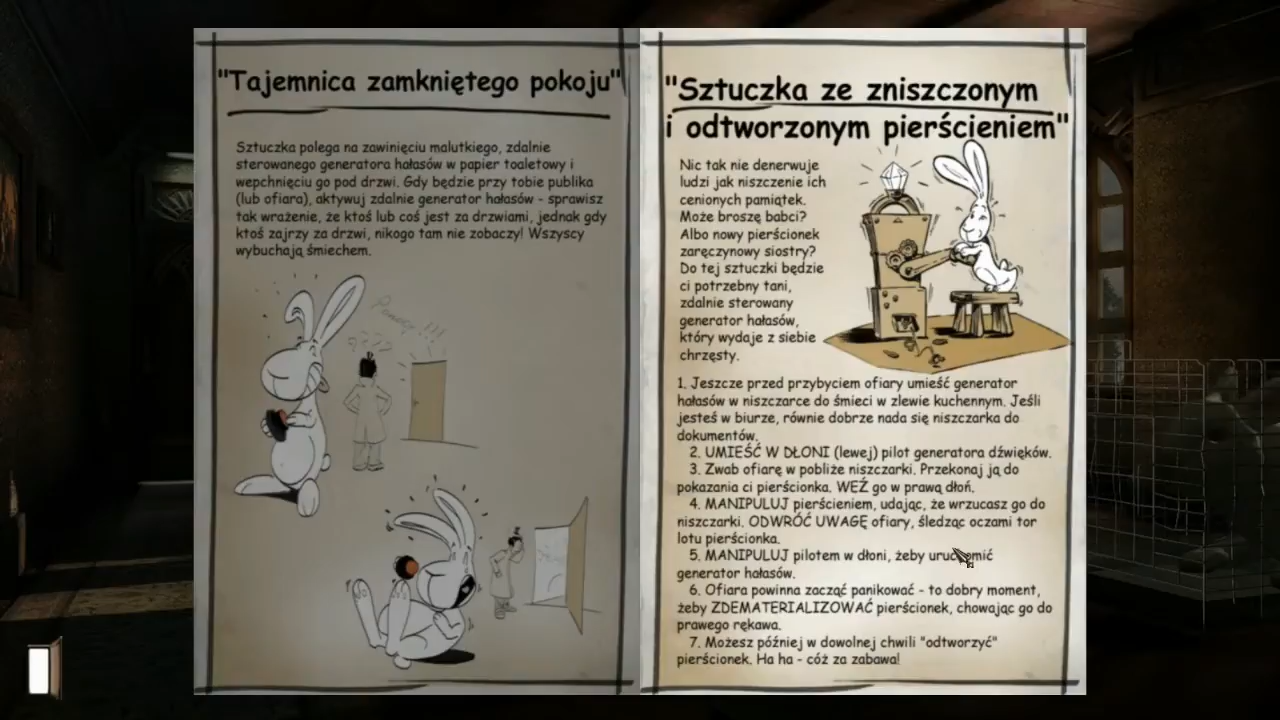 "Tajemnica zamkniętego pokoju"
Sztuczka polega na zawinięciu malutkiego, zdalnie
sterowanego generatora hałasów w papier toaletowy i
wepchnięciu go pod drzwi. Gdy będzie przy tobie publika
(lub ofiara), aktywuj zdalnie generator hałasów - sprawisz
tak wrażenie, że ktoś lub coś jest za drzwiami, jednak gdy
ktoś zajrzy za drzwi, nikogo tam nie zobaczy! Wszyscy
wybuchają śmiechem.
???
"Sztuczka ze zniszczonym
i odtworzonym pierścieniem"
Nic tak nie denerwuje
ludzi jak niszczenie ich
cenionych pamiątek.
Może broszę babci?
Albo nowy pierścionek
zaręczynowy siostry?
Do tej sztuczki będzie
ci potrzebny tani,
zdalnie sterowany
generator hałasów,
który wydaje z siebie
chrzęsty.
1. Jeszcze przed przybyciem ofiary umieść generator
hałasów w niszczarce do śmieci w zlewie kuchennym. Jeśli
jesteś w biurze, równie dobrze nada się niszczarka do
dokumentów.
2. UMIEŚĆ W DŁONI (lewej) pilot generatora dźwięków.
3. Zwab ofiarę w pobliże niszczarki. Przekonaj ją do
pokazania ci pierścionka. WEŹ go w prawą dłoń.
4. MANIPULUJ pierścieniem, udając, że wrzucasz go do
niszczarki. ODWRÓĆ UWAGĘ ofiary, śledząc oczami tor
lotu pierścionka.
5. MANIPULUJ pilotem w dłoni, żeby uruchomić
generator hałasów.
6. Ofiara powinna zacząć panikować - to dobry moment,
żeby ZDEMATERIALIZOWAĆ pierścionek, chowając go do
prawego rękawa.
7. Możesz później w dowolnej chwili "odtworzyć"
pierścionek. Ha ha - cóż za zabawa!